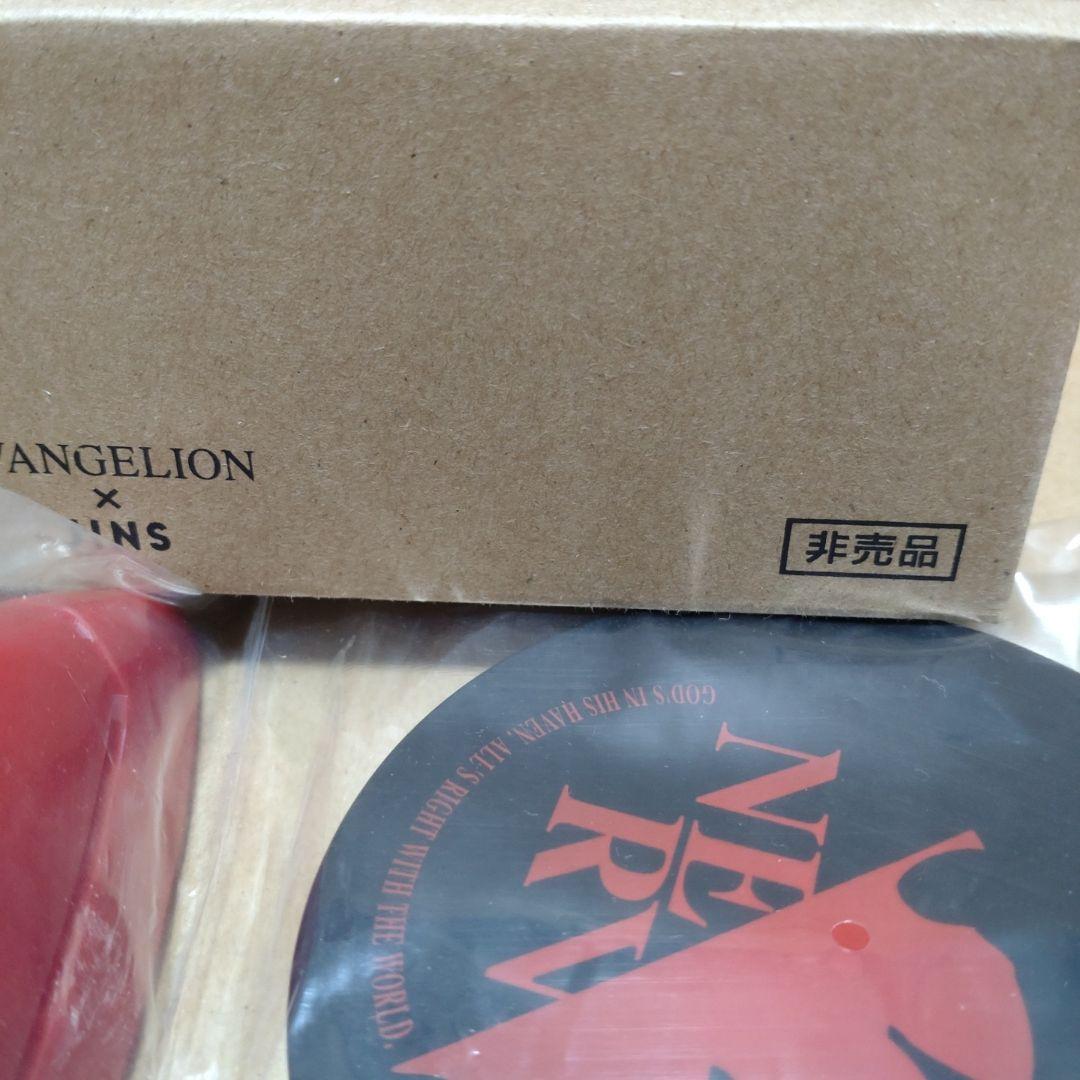 VANGELION
×
INS
非売品
GOD'S IN HIS HAVEN, ALL'S RIGHT WITH THE WORLD.
NE
RV